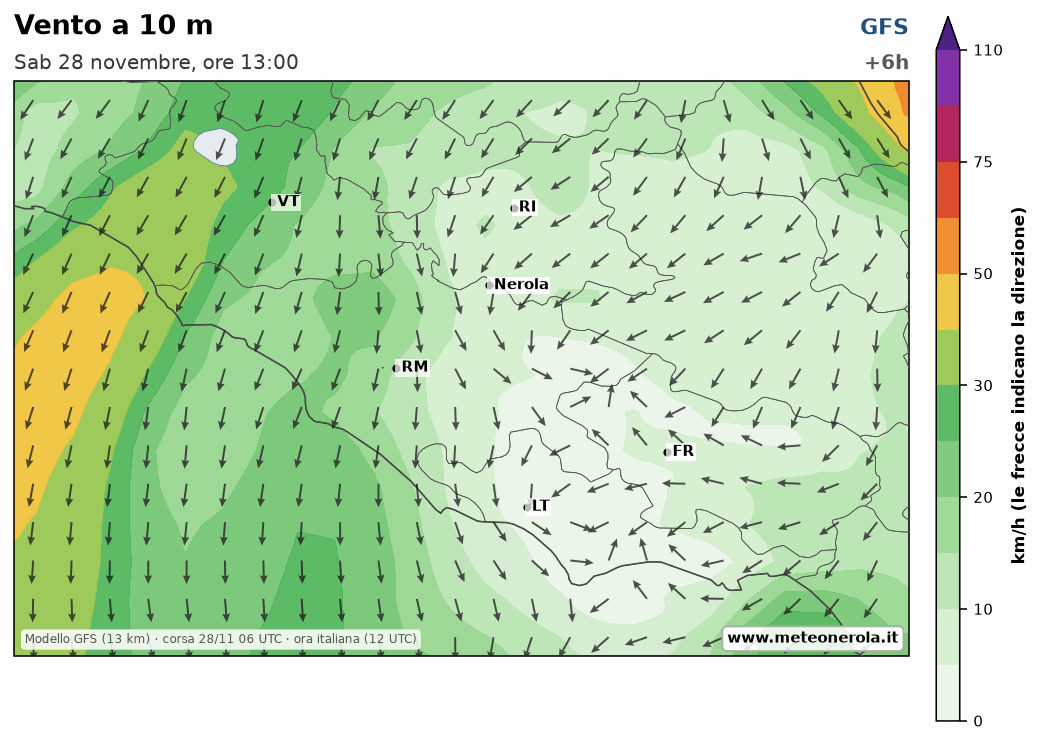 Vento a 10 m
GFS
Sab 28 novembre, ore 13:00
+6h
VT
RI
Nerola
RM
FR
LT
Modello GFS (13 km) · corsa 28/11 06 UTC · ora italiana (12 UTC)
www.meteonerola.it
110
75
50
30
20
10
0
km/h (le frecce indicano la direzione)